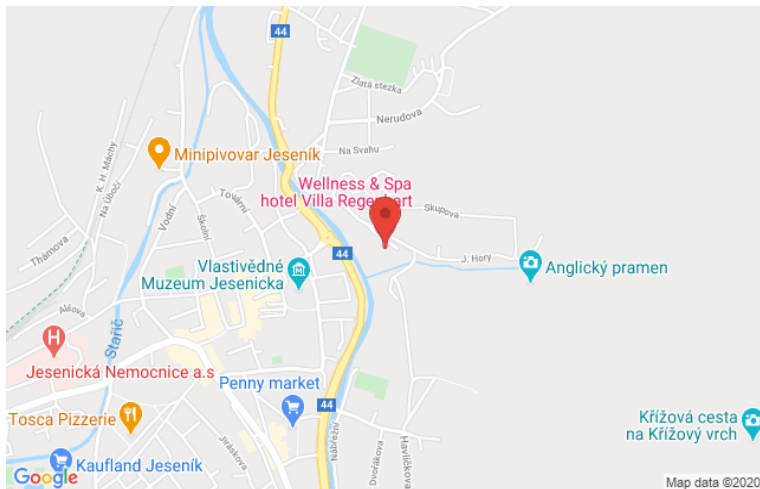 44
Zlatá stezka
Nerudova
Na Svahu
K. H. Máchy
Na Úbočí
Minipivovar Jeseník
Wellness & Spa
hotel Villa Regenhart
Skupova
Tovární
Vodní
Školní
Thámova
44
J. Hory
Vlastivědné
Muzeum Jesenicka
Anglický pramen
Alšova
Staříč
Jesenická Nemocnice a.s
Penny market
44
Tosca Pizzerie
Jiráskova
Nábřežní
Dvořákova
Havlíčkova
Křížová cesta
na Křížový vrch
Kaufland Jeseník
Google
Map data ©2020